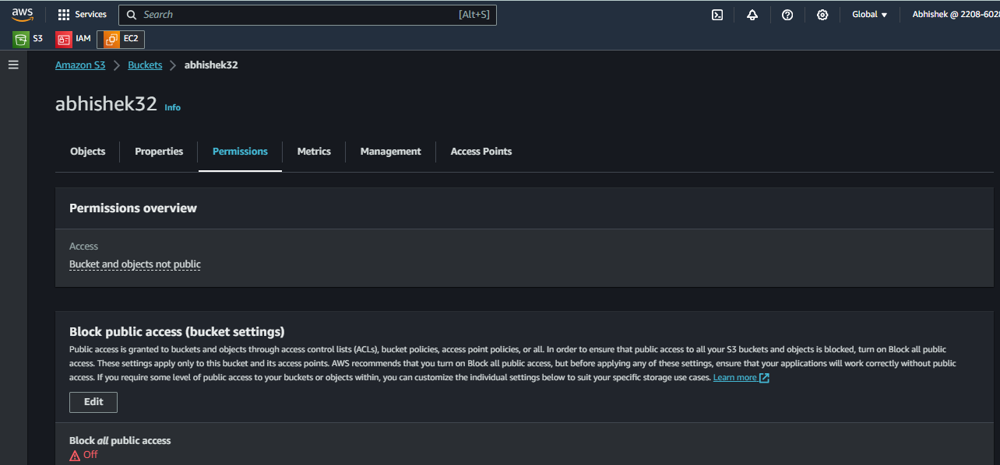 aws Services Search [Alt+S] Global Abhishek @ 2208-6028
S3 IAM EC2
Amazon S3 Buckets abhishek32
abhishek32 Info
Objects Properties Permissions Metrics Management Access Points
Permissions overview
Access
Bucket and objects not public
Block public access (bucket settings)
Public access is granted to buckets and objects through access control lists (ACLs), bucket policies, access point policies, or all. In order to ensure that public access to all your S3 buckets and objects is blocked, turn on Block all public
access. These settings apply only to this bucket and its access points. AWS recommends that you turn on Block all public access, but before applying any of these settings, ensure that your applications will work correctly without public
access. If you require some level of public access to your buckets or objects within, you can customize the individual settings below to suit your specific storage use cases. Learn more
Edit
Block all public access
Off